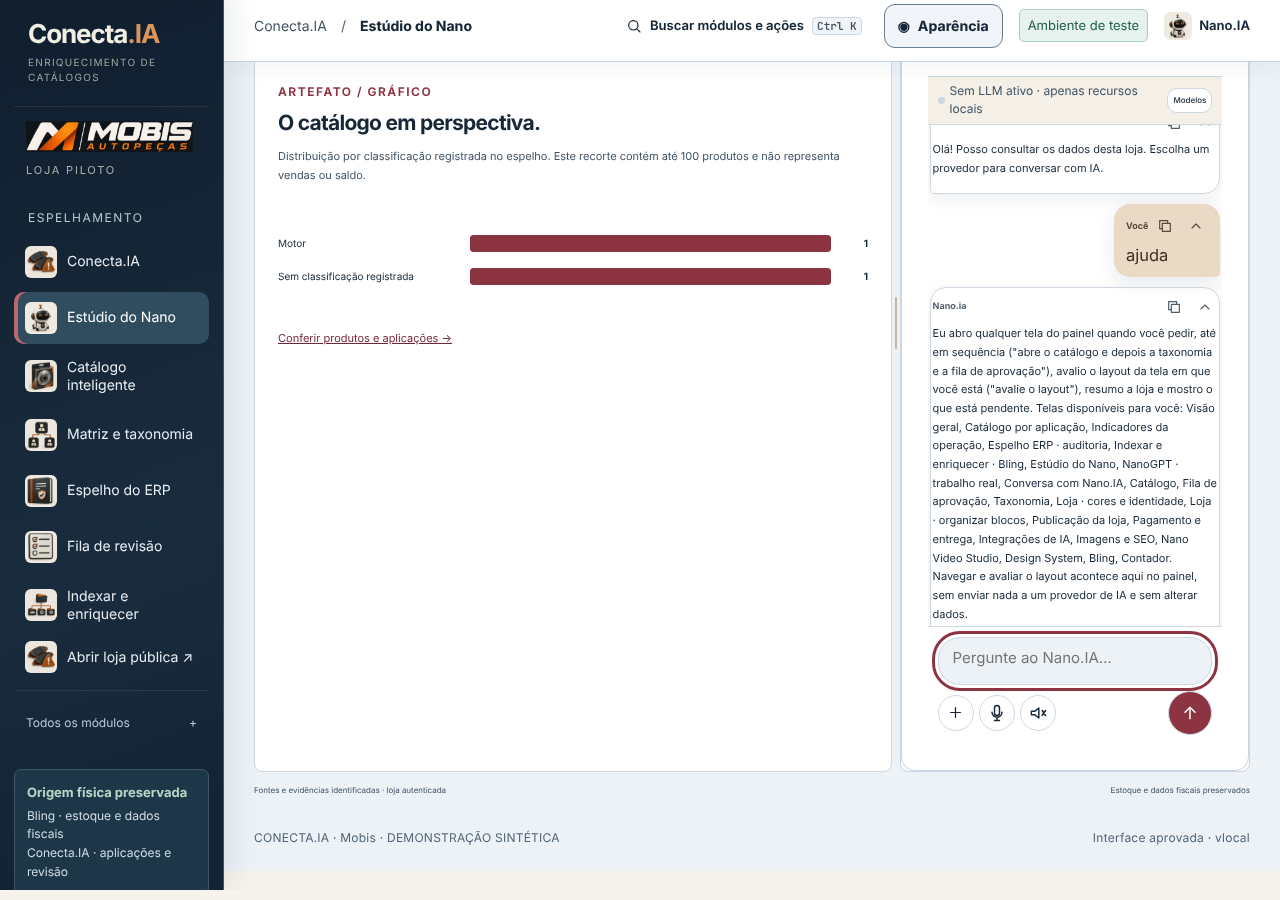 Conecta.IA
ENRIQUECIMENTO DE
CATÁLOGOS
MOBIS
AUTOPEÇAS
LOJA PILOTO
ESPELHAMENTO
Conecta.IA
Estúdio do Nano
Catálogo
inteligente
Matriz e taxonomia
Espelho do ERP
Fila de revisão
Indexar e
enriquecer
Abrir loja pública ↗
Todos os módulos +
Origem física preservada
Bling · estoque e dados
fiscais
Conecta.IA · aplicações e
revisão
Conecta.IA / Estúdio do Nano
Buscar módulos e ações Ctrl K
Aparência
Ambiente de teste
Nano.IA
ARTEFATO / GRÁFICO
O catálogo em perspectiva.
Distribuição por classificação registrada no espelho. Este recorte contém até 100 produtos e não representa
vendas ou saldo.
Motor 1
Sem classificação registrada 1
Conferir produtos e aplicações →
Sem LLM ativo · apenas recursos
locais
Modelos
Olá! Posso consultar os dados desta loja. Escolha um
provedor para conversar com IA.
Você
ajuda
Nano.ia
Eu abro qualquer tela do painel quando você pedir, até
em sequência ("abre o catálogo e depois a taxonomia
e a fila de aprovação"), avalio o layout da tela em que
você está ("avalie o layout"), resumo a loja e mostro o
que está pendente. Telas disponíveis para você: Visão
geral, Catálogo por aplicação, Indicadores da
operação, Espelho ERP · auditoria, Indexar e
enriquecer · Bling, Estúdio do Nano, NanoGPT ·
trabalho real, Conversa com Nano.IA, Catálogo, Fila de
aprovação, Taxonomia, Loja · cores e identidade, Loja
· organizar blocos, Publicação da loja, Pagamento e
entrega, Integrações de IA, Imagens e SEO, Nano
Video Studio, Design System, Bling, Contador.
Navegar e avaliar o layout acontece aqui no painel,
sem enviar nada a um provedor de IA e sem alterar
dados.
Pergunte ao Nano.IA...
Fontes e evidências identificadas · loja autenticada
Estoque e dados fiscais preservados
CONECTA.IA · Mobis · DEMONSTRAÇÃO SINTÉTICA
Interface aprovada · vlocal